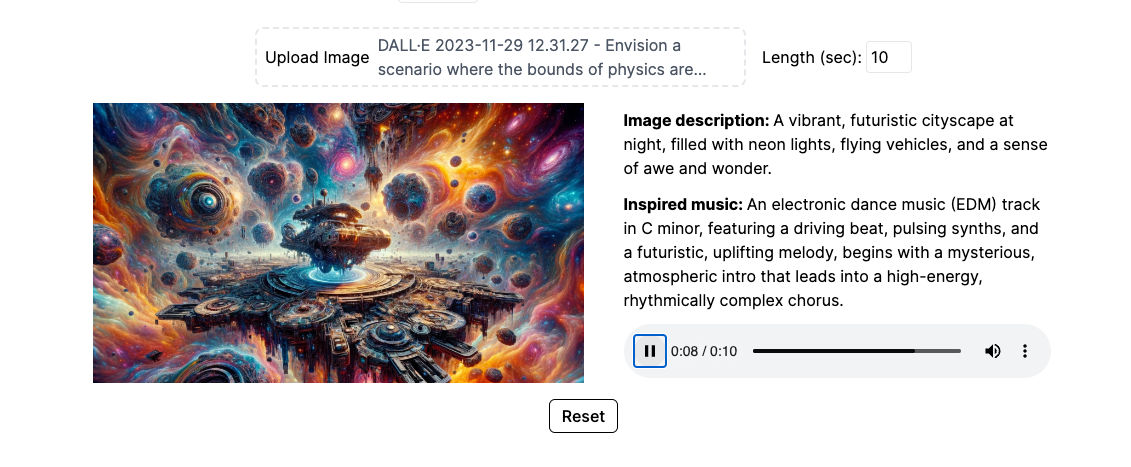 Upload Image
DALL·E 2023-11-29 12.31.27 - Envision a
scenario where the bounds of physics are...
Length (sec): 10
Image description: A vibrant, futuristic cityscape at
night, filled with neon lights, flying vehicles, and a sense
of awe and wonder.
Inspired music: An electronic dance music (EDM) track
in C minor, featuring a driving beat, pulsing synths, and
a futuristic, uplifting melody, begins with a mysterious,
atmospheric intro that leads into a high-energy,
rhythmically complex chorus.
0:08 / 0:10
Reset